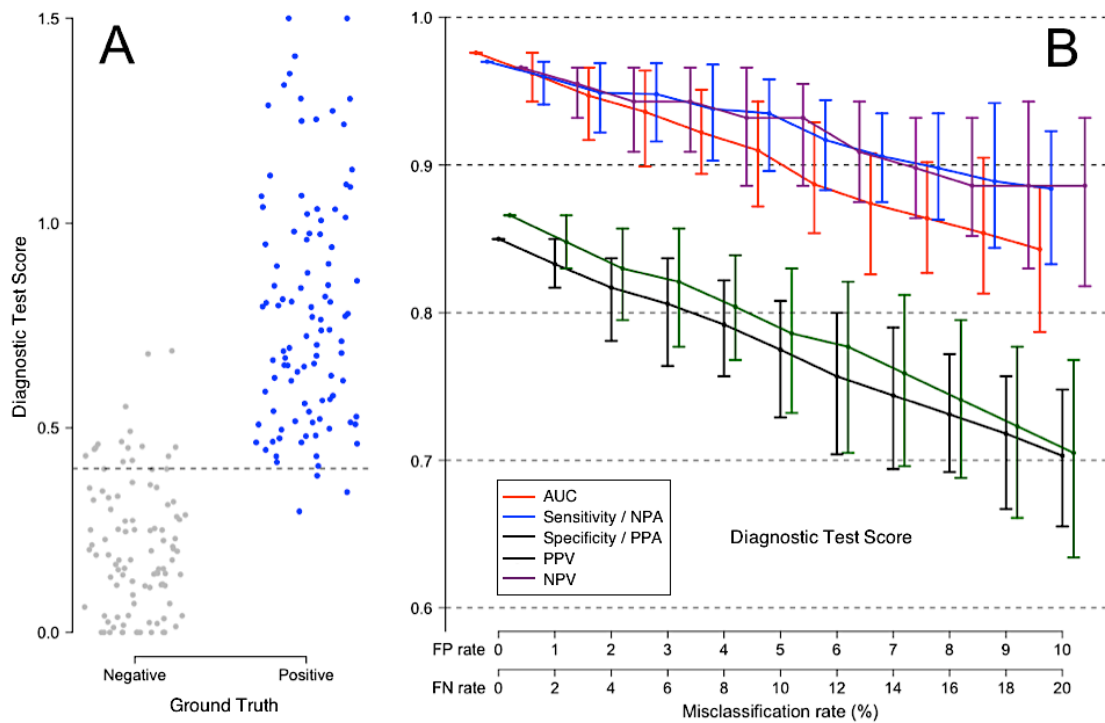 A
Diagnostic Test Score
1.5
1.0
0.5
0.0
Negative
Positive
Ground Truth
B
1.0
0.9
0.8
0.7
0.6
AUC
Sensitivity / NPA
Specificity / PPA
PPV
NPV
Diagnostic Test Score
FP rate 0 1 2 3 4 5 6 7 8 9 10
FN rate 0 2 4 6 8 10 12 14 16 18 20
Misclassification rate (%)